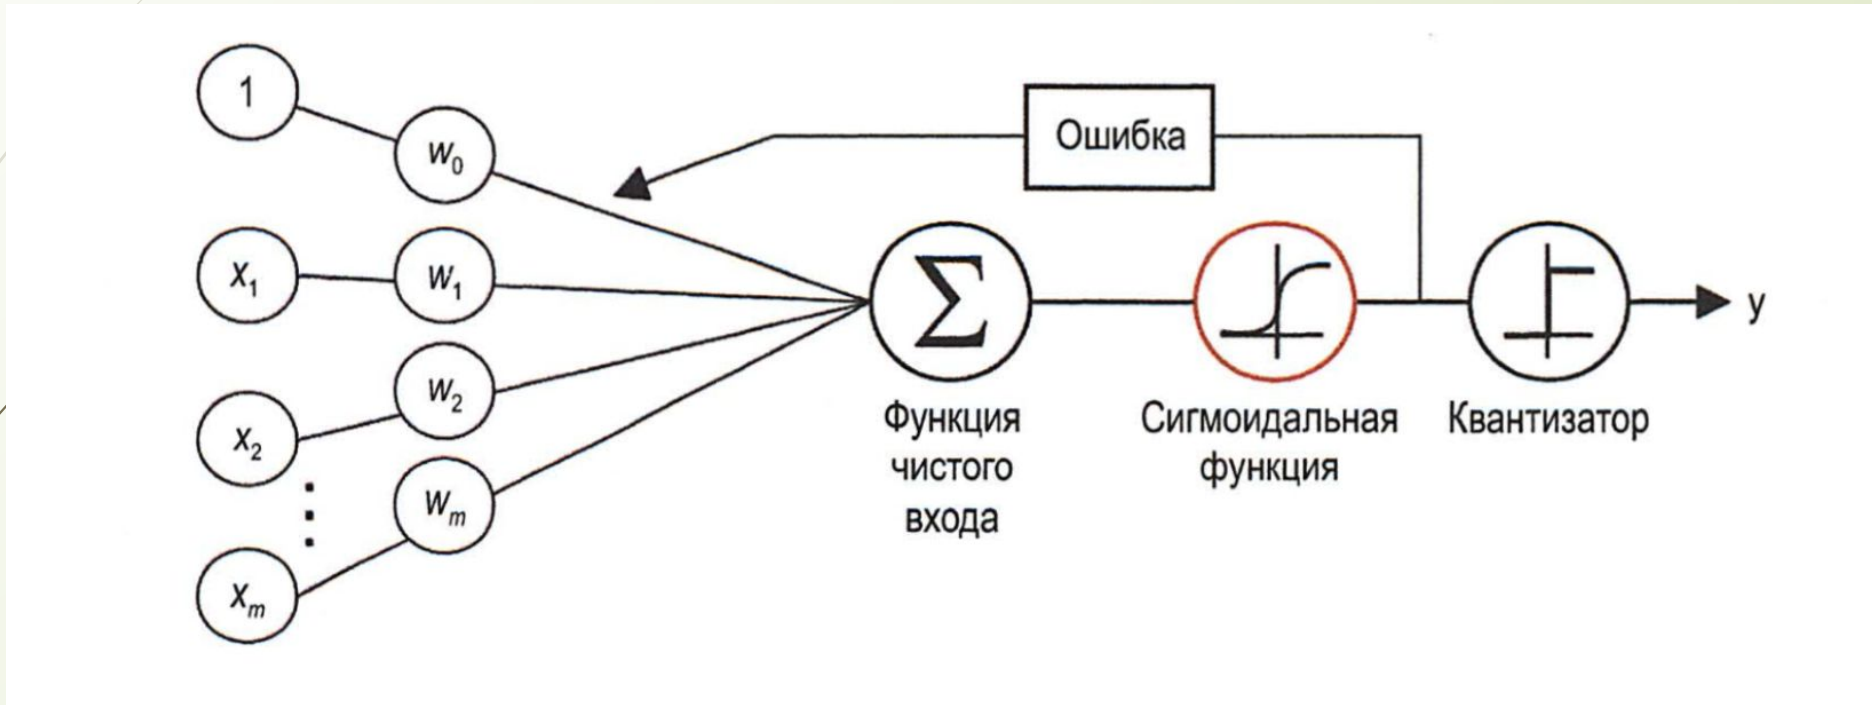 1
w0
x1
w1
x2
w2
xm
wm
Ошибка
Σ
Функция
чистого
входа
Сигмоидальная
функция
Квантизатор
y